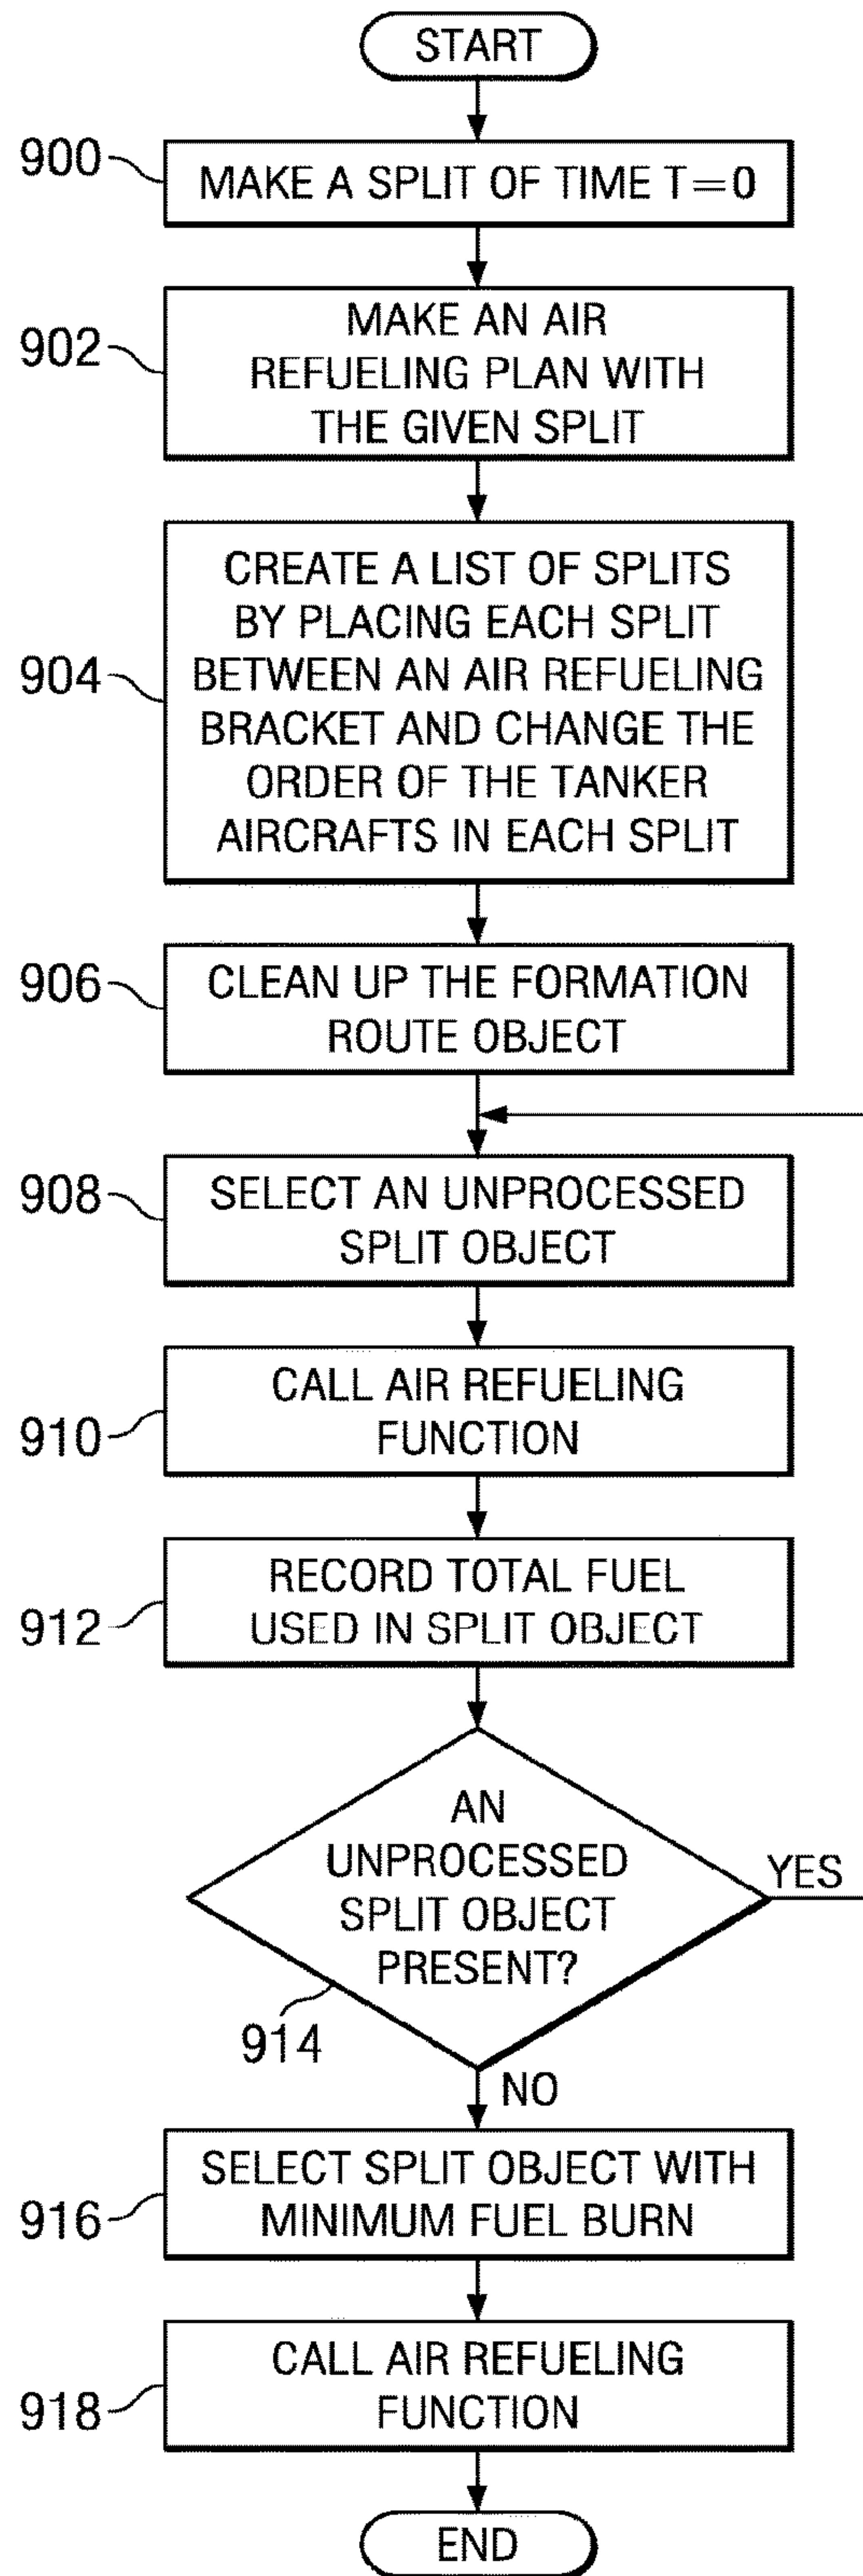 START
900
MAKE A SPLIT OF TIME T=0
902
MAKE AN AIR
REFUELING PLAN WITH
THE GIVEN SPLIT
904
CREATE A LIST OF SPLITS
BY PLACING EACH SPLIT
BETWEEN AN AIR REFUELING
BRACKET AND CHANGE THE
ORDER OF THE TANKER
AIRCRAFTS IN EACH SPLIT
906
CLEAN UP THE FORMATION
ROUTE OBJECT
908
SELECT AN UNPROCESSED
SPLIT OBJECT
910
CALL AIR REFUELING
FUNCTION
912
RECORD TOTAL FUEL
USED IN SPLIT OBJECT
914
AN
UNPROCESSED
SPLIT OBJECT
PRESENT?
YES
NO
916
SELECT SPLIT OBJECT WITH
MINIMUM FUEL BURN
918
CALL AIR REFUELING
FUNCTION
END